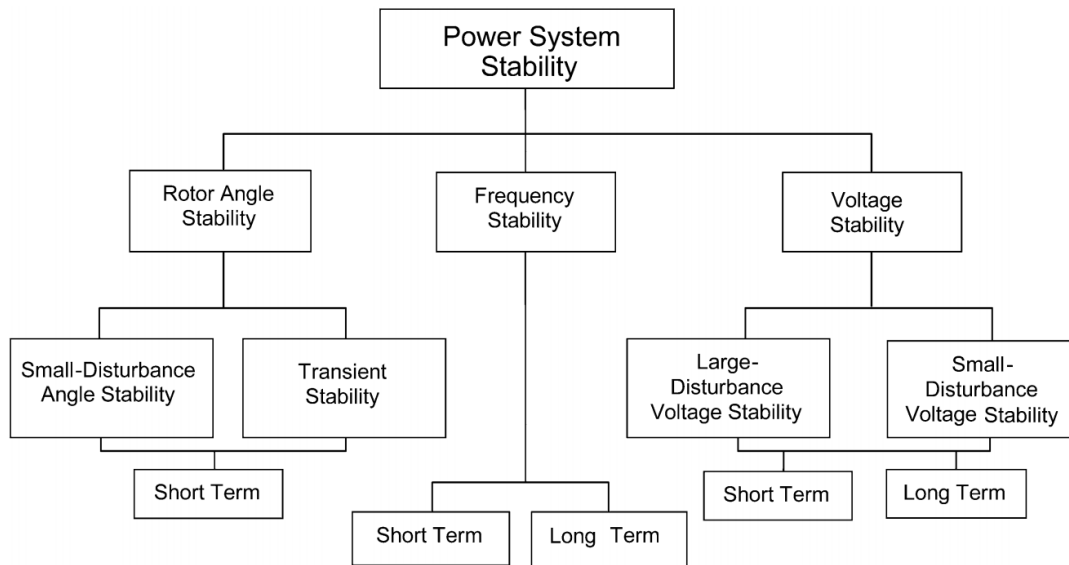 Power System
Stability
Rotor Angle
Stability
Frequency
Stability
Voltage
Stability
Small-Disturbance
Angle Stability
Transient
Stability
Large-
Disturbance
Voltage Stability
Small-
Disturbance
Voltage Stability
Short Term
Short Term
Long Term
Short Term
Long Term